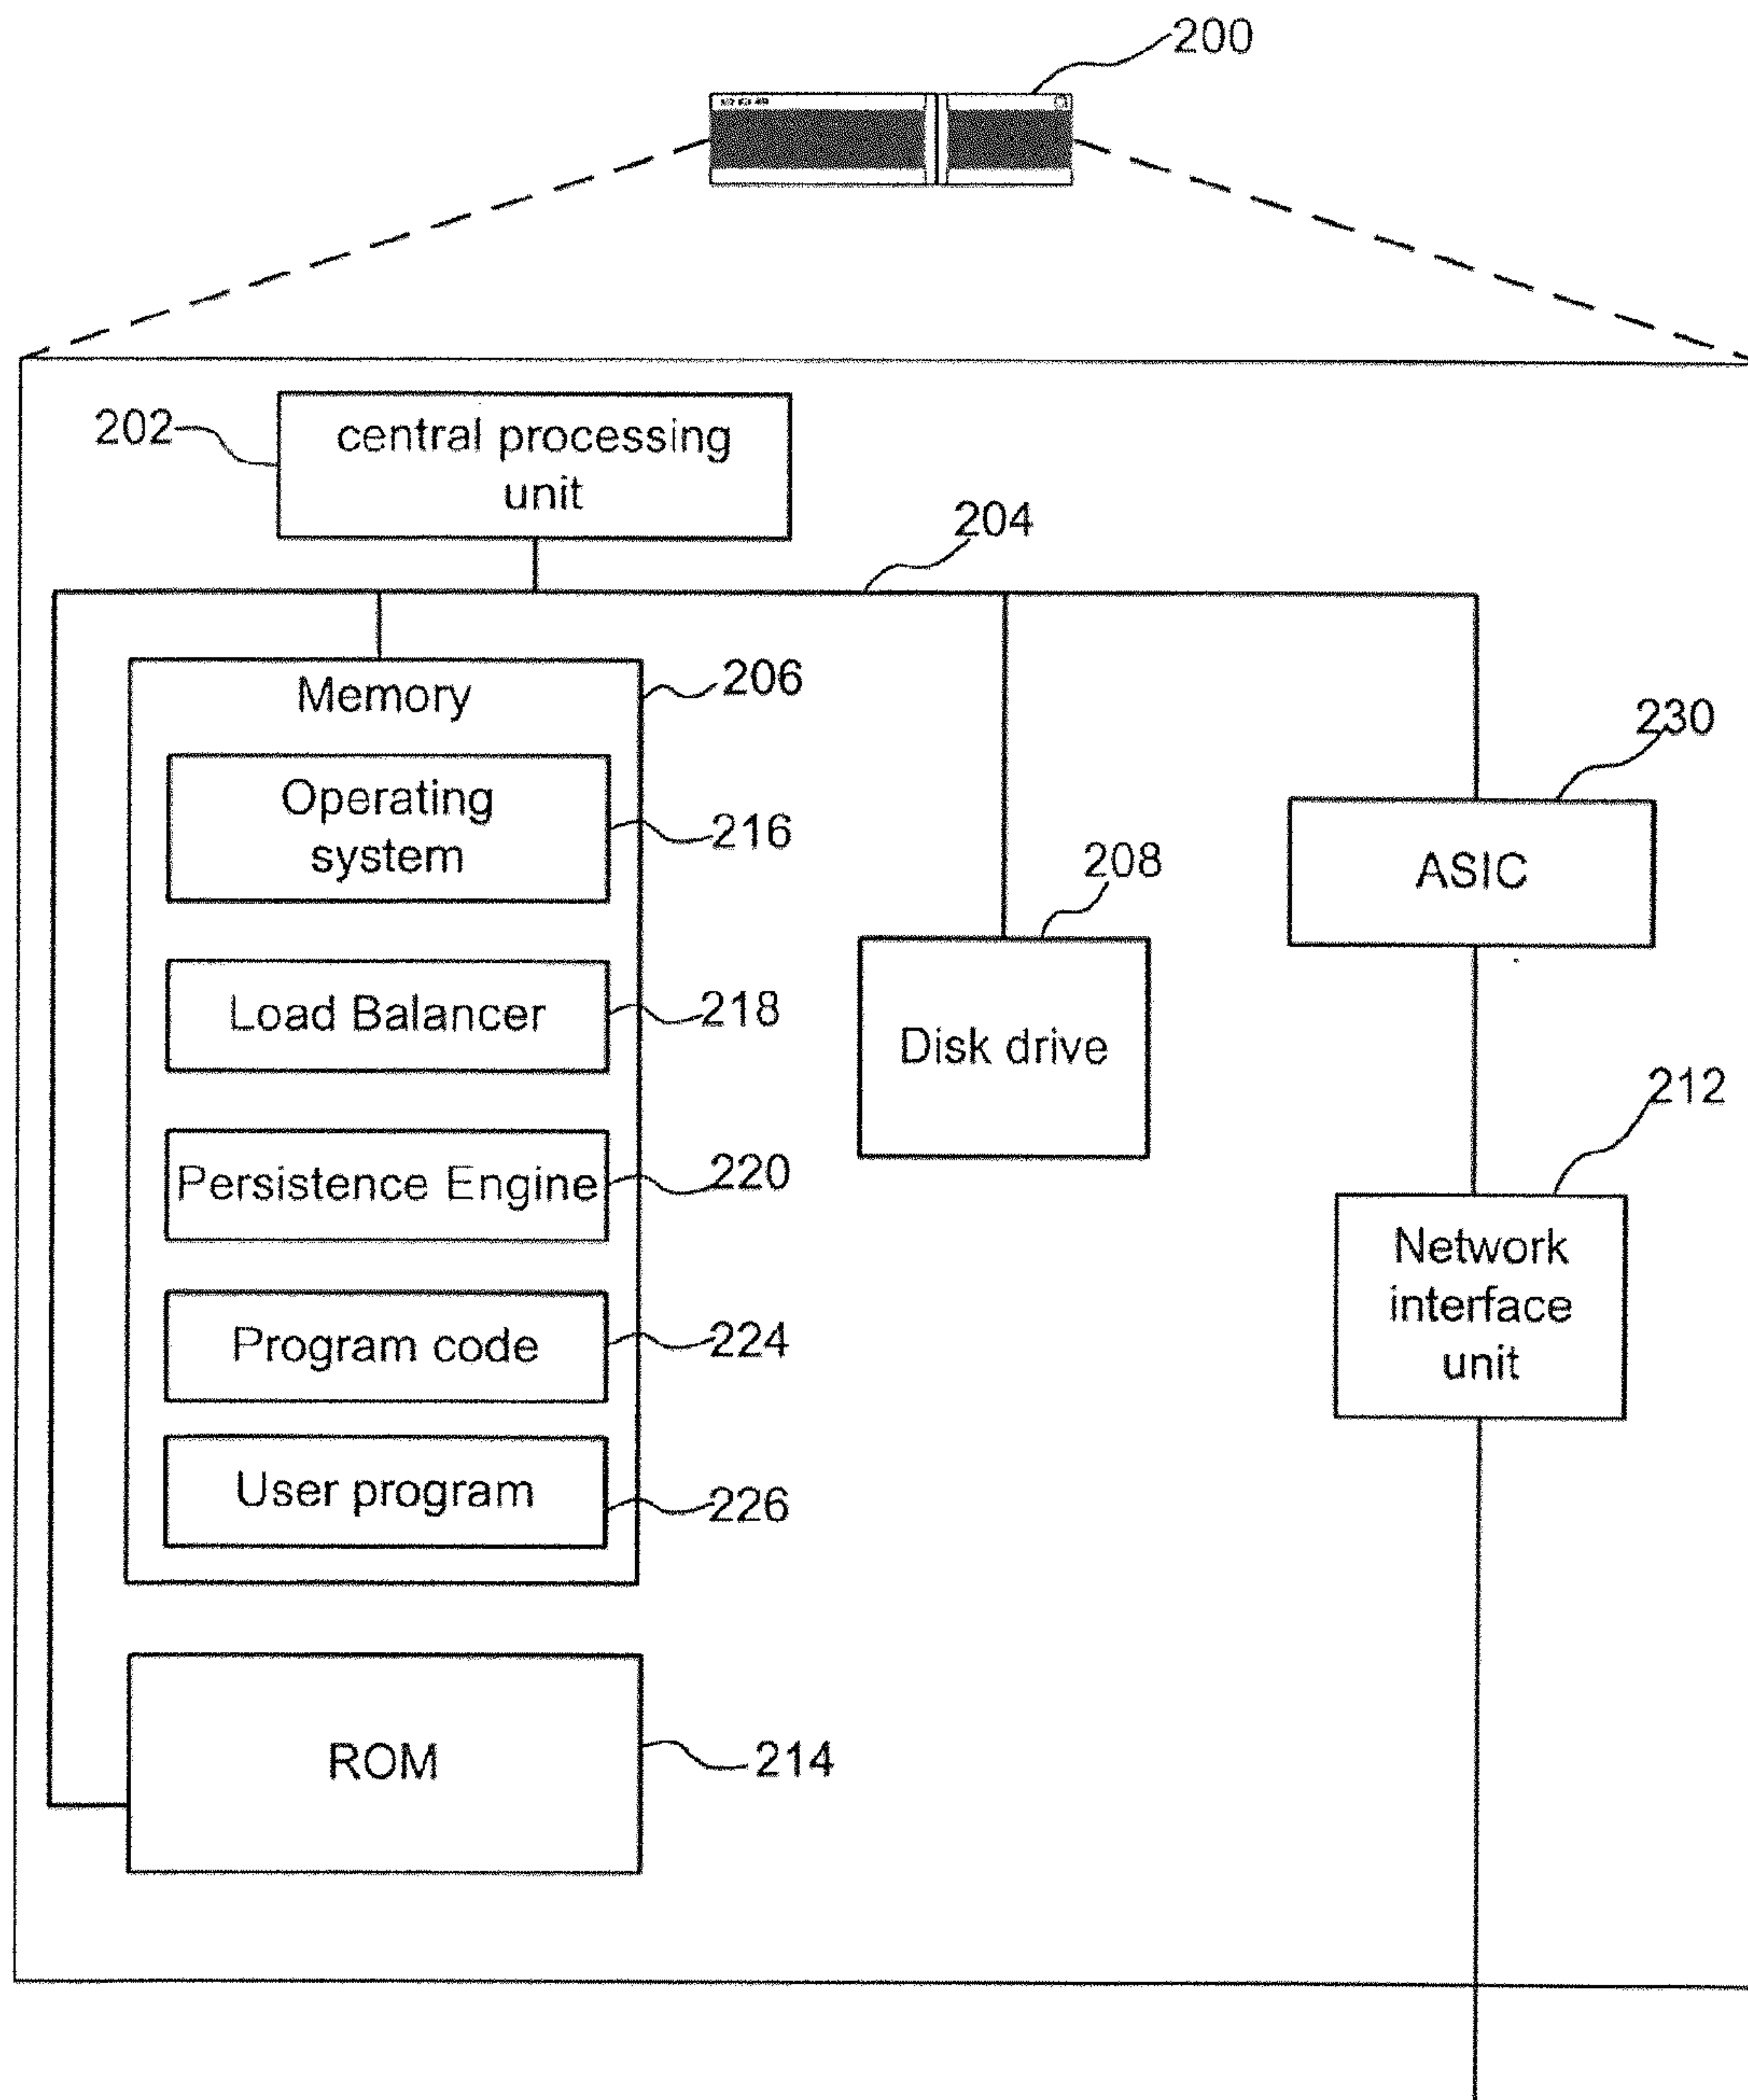 200
202
central processing
unit
204
Memory
206
230
Operating
system
216
208
ASIC
Load Balancer
218
Disk drive
212
Persistence Engine
220
Network
interface
unit
Program code
224
User program
226
ROM
214